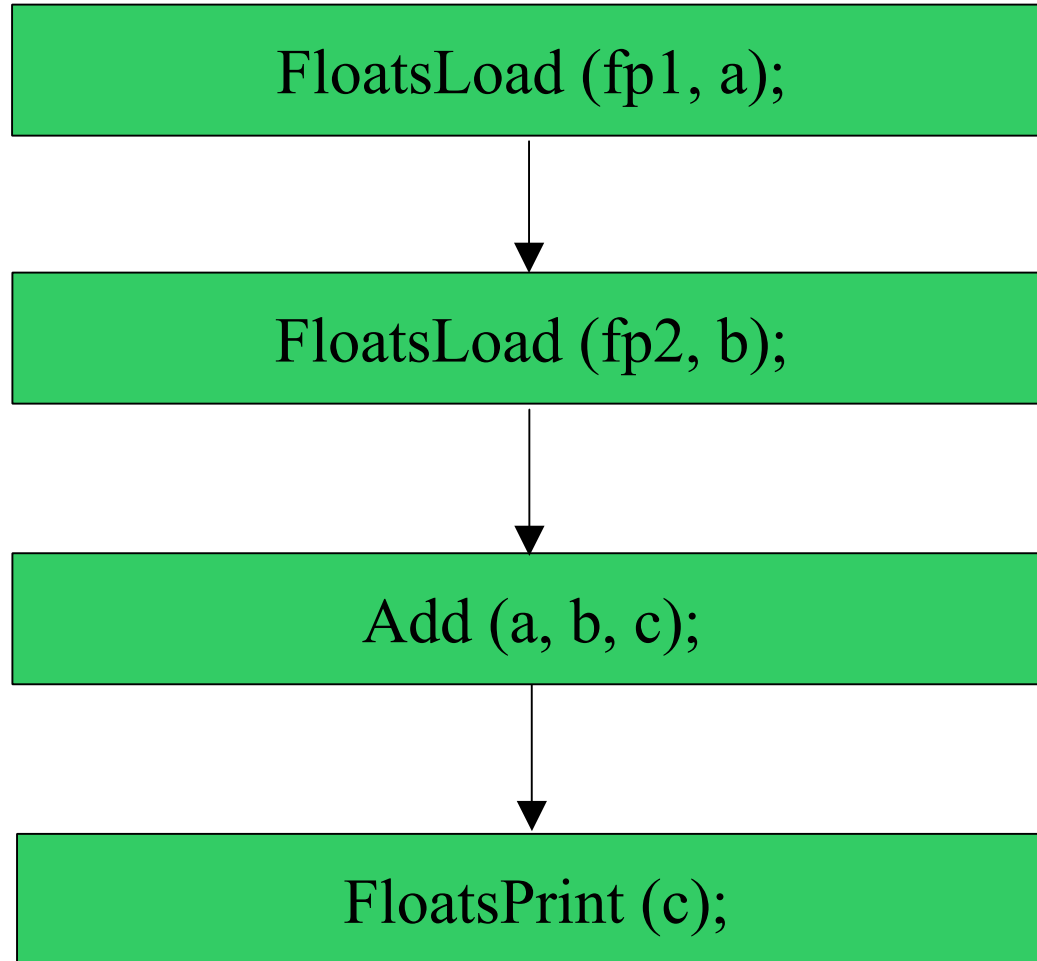 FloatsLoad (fp1, a);
FloatsLoad (fp2, b);
Add (a, b, c);
FloatsPrint (c);